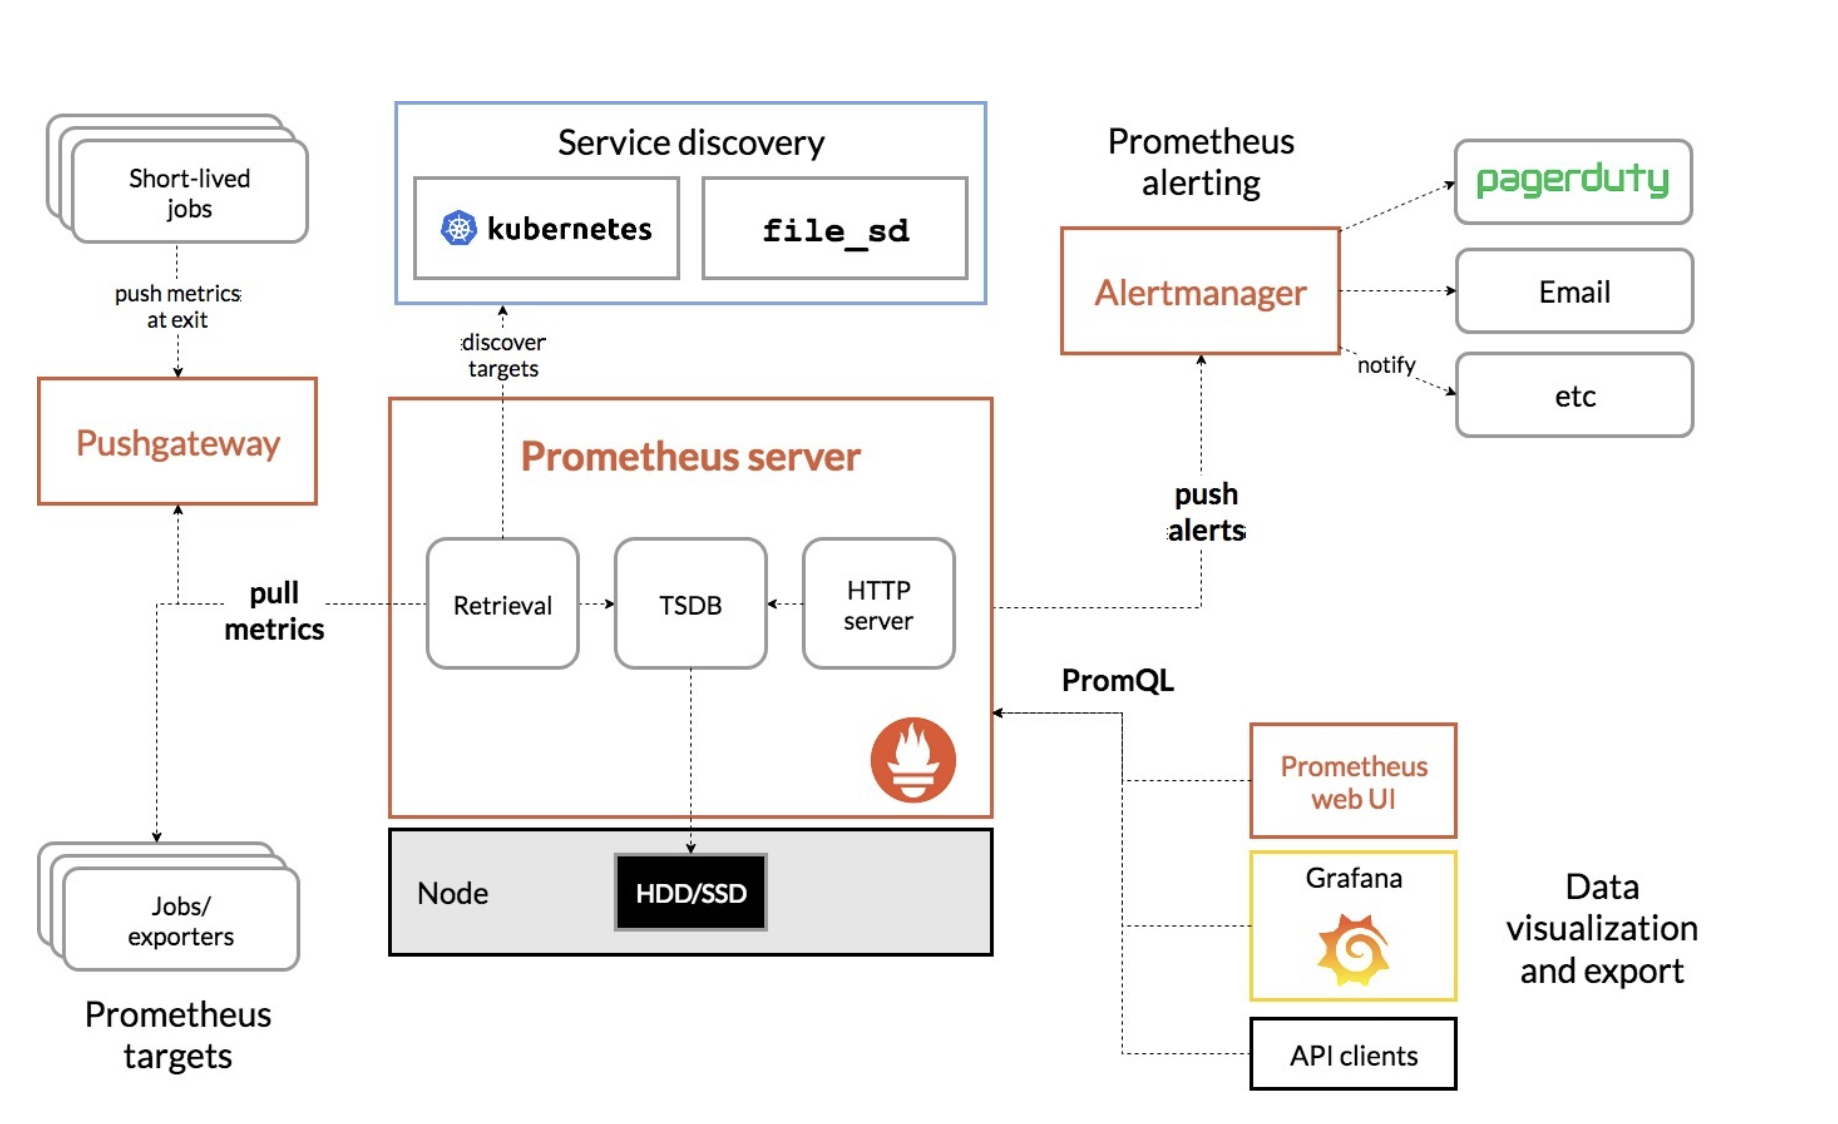 Short-lived
jobs
push metrics
at exit
Pushgateway
pull
metrics
Jobs/
exporters
Prometheus
targets
Service discovery
kubernetes
file_sd
discover
targets
Prometheus server
Retrieval
TSDB
HTTP
server
Node
HDD/SSD
Prometheus
alerting
Alertmanager
pagerduty
Email
notify
etc
push
alerts
PromQL
Prometheus
web UI
Grafana
API clients
Data
visualization
and export